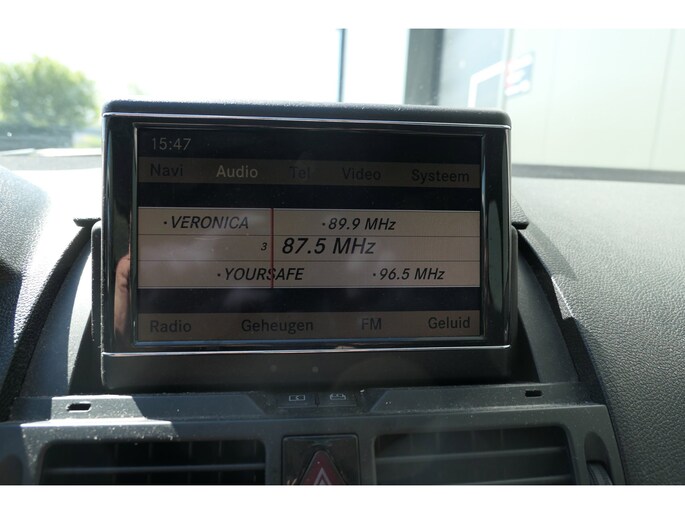 15:47
Navi Audio Tel Video Systeem
·VERONICA ·89.9 MHz
3 87.5 MHz
·YOURSAFE ·96.5 MHz
Radio Geheugen FM Geluid